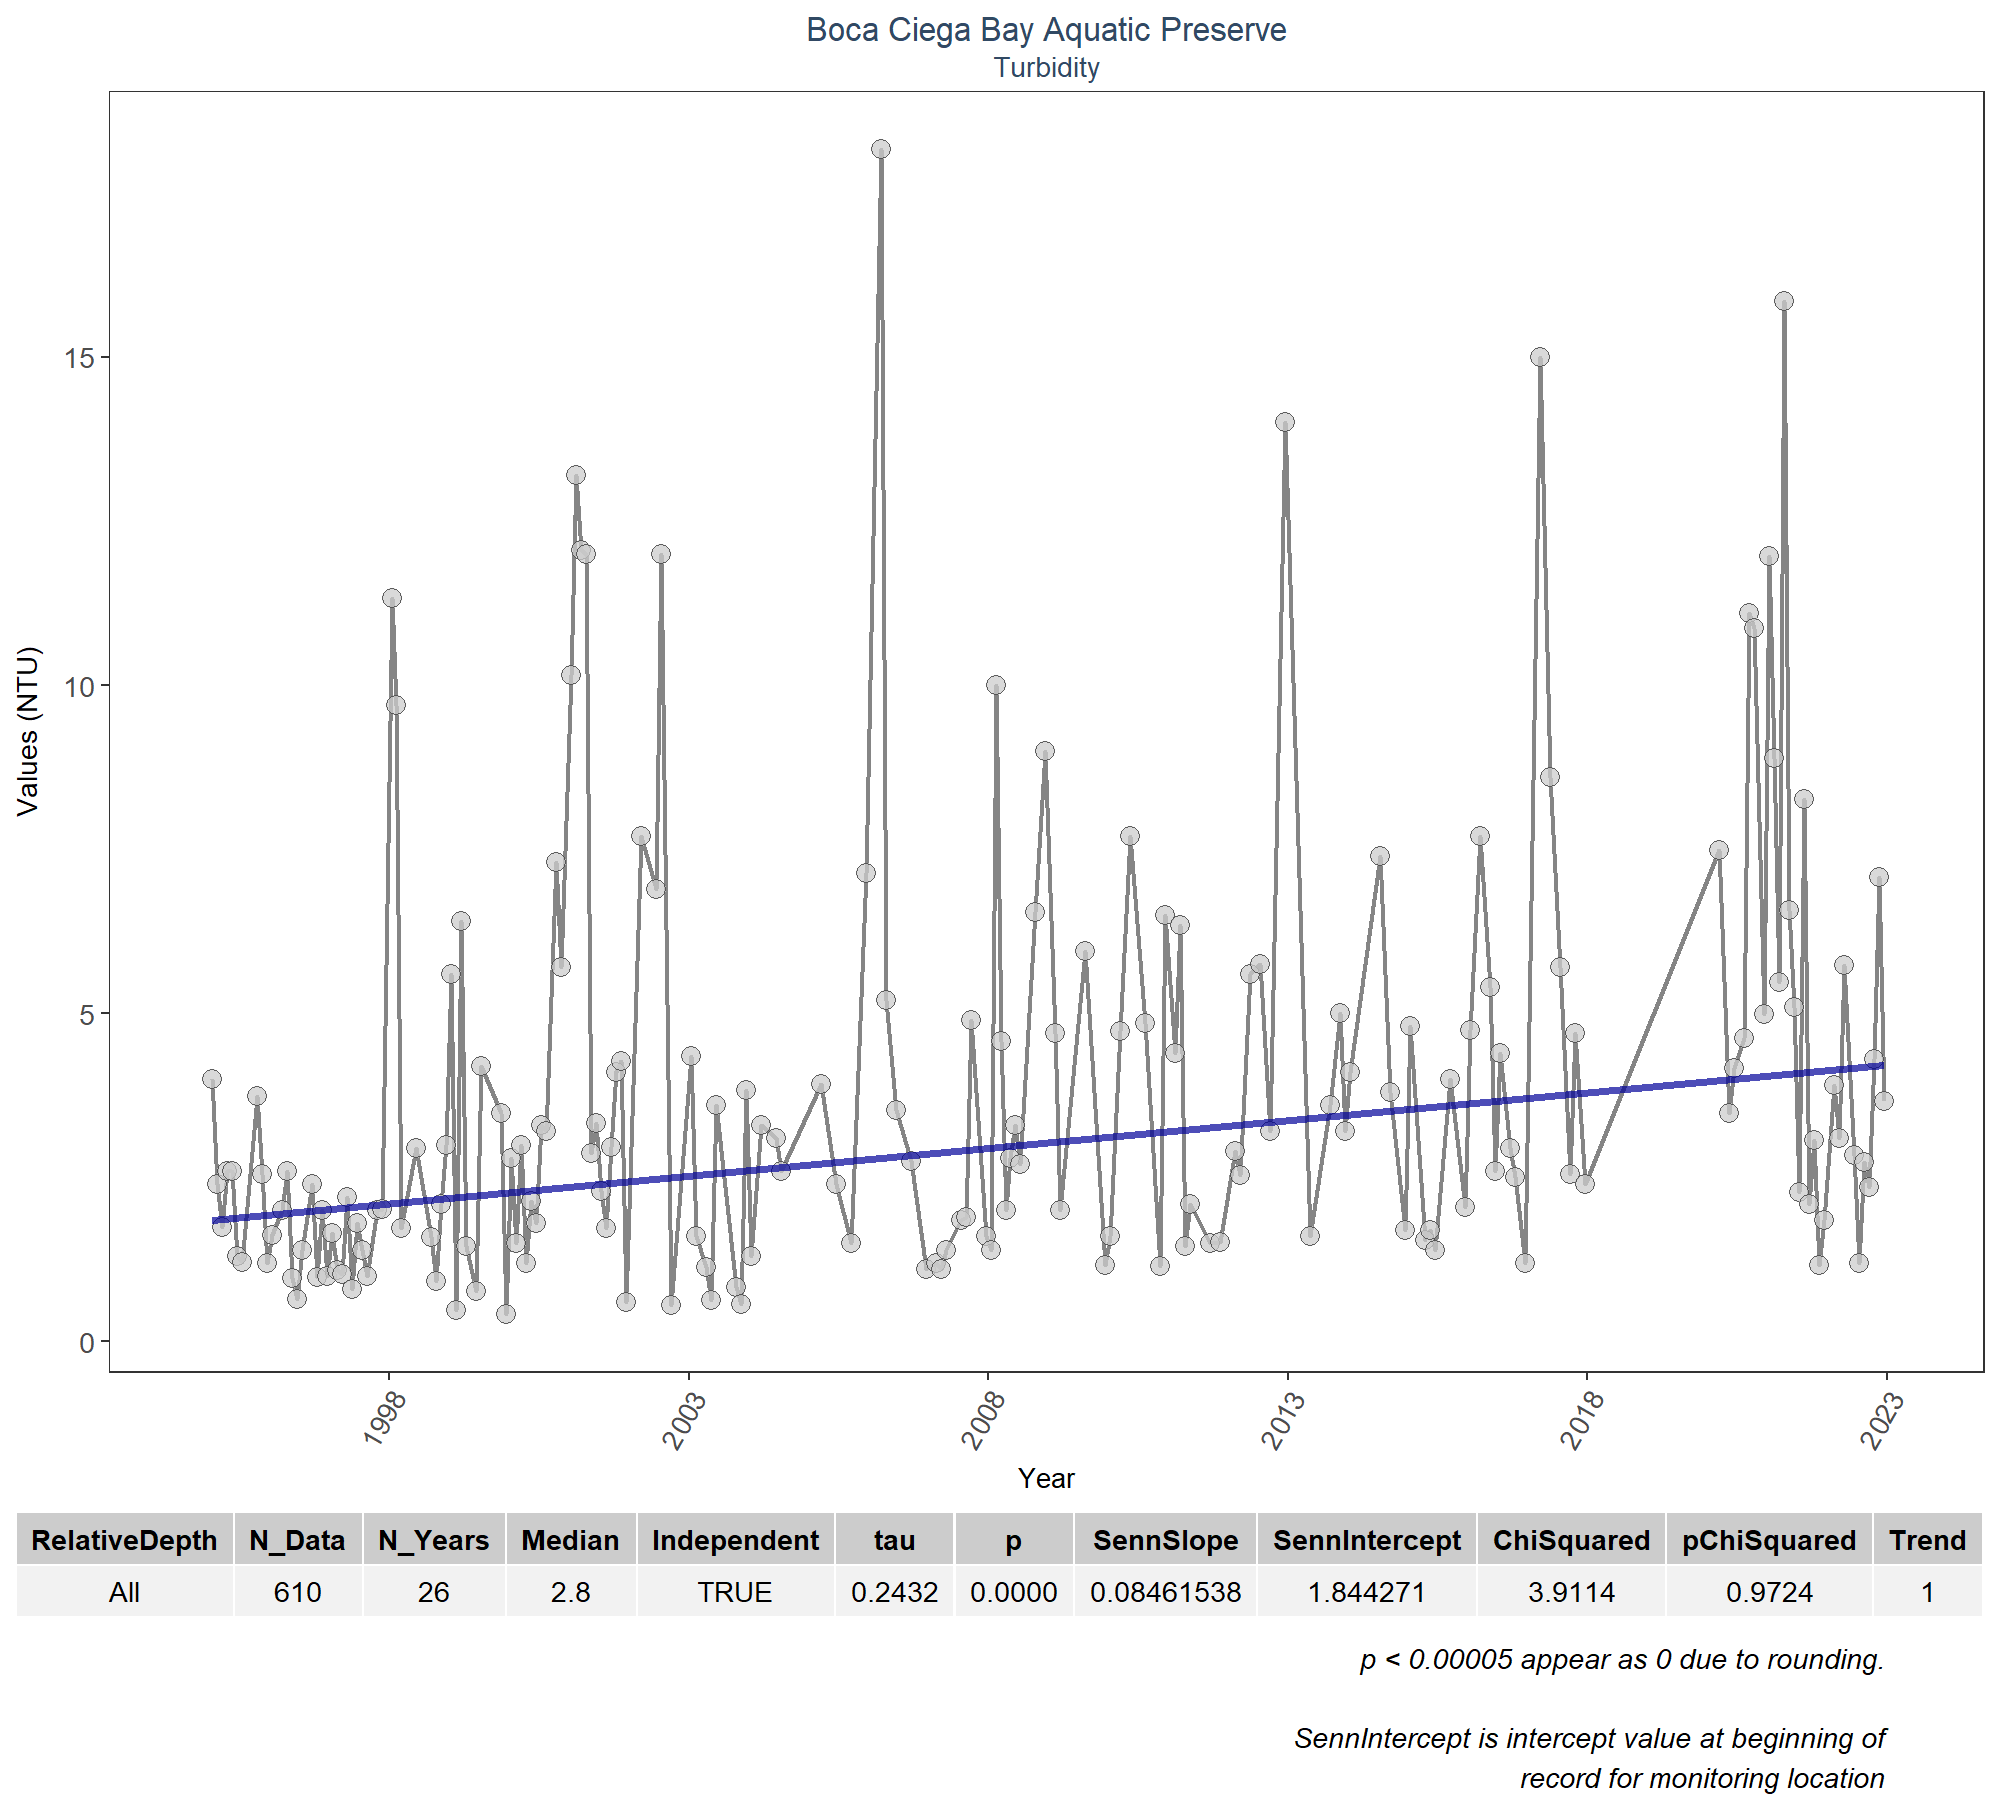 Boca Ciega Bay Aquatic Preserve
Turbidity
Values (NTU)
15
10
5
0
1998 2003 2008 2013 2018 2023
Year
RelativeDepth N_Data N_Years Median Independent tau p SennSlope SennIntercept ChiSquared pChiSquared Trend
All 610 26 2.8 TRUE 0.2432 0.0000 0.08461538 1.844271 3.9114 0.9724 1
p < 0.00005 appear as 0 due to rounding.
SennIntercept is intercept value at beginning of
record for monitoring location